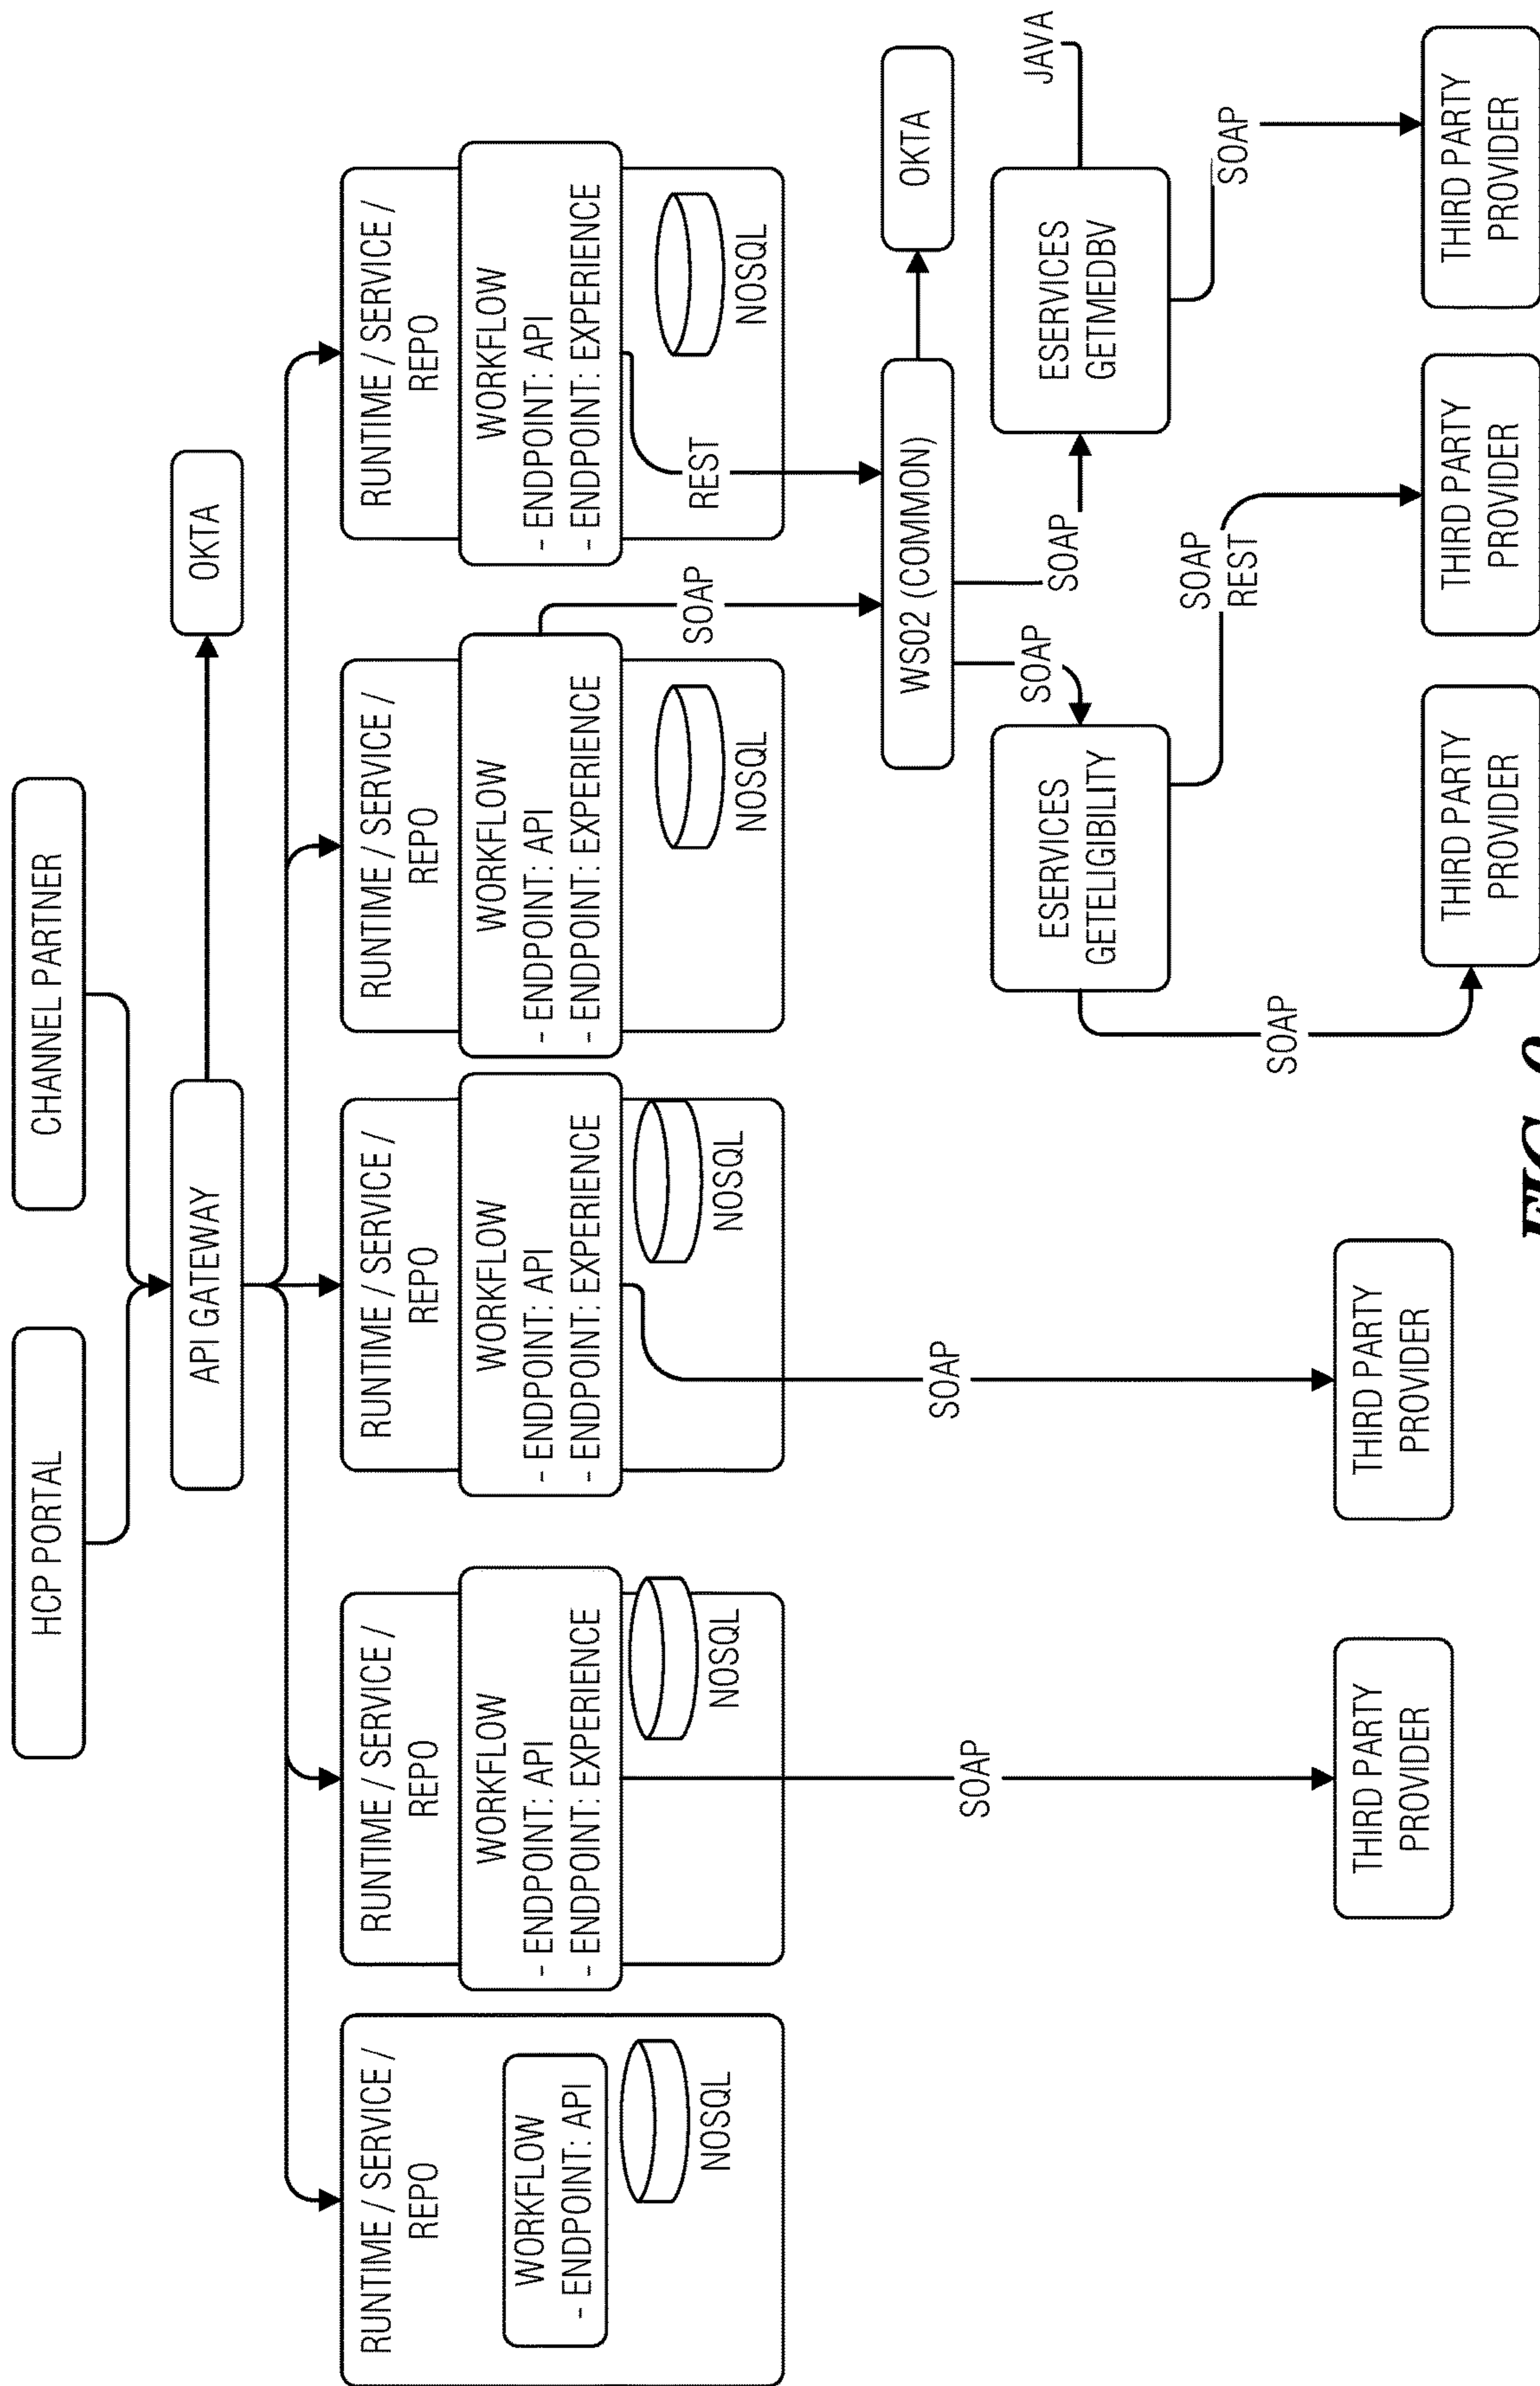 HCP PORTAL
CHANNEL PARTNER
API GATEWAY
OKTA
RUNTIME / SERVICE /
REPO
WORKFLOW
- ENDPOINT: API
NOSQL
RUNTIME / SERVICE /
REPO
WORKFLOW
- ENDPOINT: API
- ENDPOINT: EXPERIENCE
NOSQL
RUNTIME / SERVICE /
REPO
WORKFLOW
- ENDPOINT: API
- ENDPOINT: EXPERIENCE
NOSQL
RUNTIME / SERVICE /
REPO
WORKFLOW
- ENDPOINT: API
- ENDPOINT: EXPERIENCE
NOSQL
RUNTIME / SERVICE /
REPO
WORKFLOW
- ENDPOINT: API
- ENDPOINT: EXPERIENCE
NOSQL
SOAP
REST
SOAP
SOAP
WS02 (COMMON)
OKTA
SOAP
SOAP
JAVA
ESERVICES
GETELIGIBILITY
ESERVICES
GETMEDBV
SOAP
SOAP
REST
SOAP
THIRD PARTY
PROVIDER
THIRD PARTY
PROVIDER
THIRD PARTY
PROVIDER
THIRD PARTY
PROVIDER
THIRD PARTY
PROVIDER
FIG.